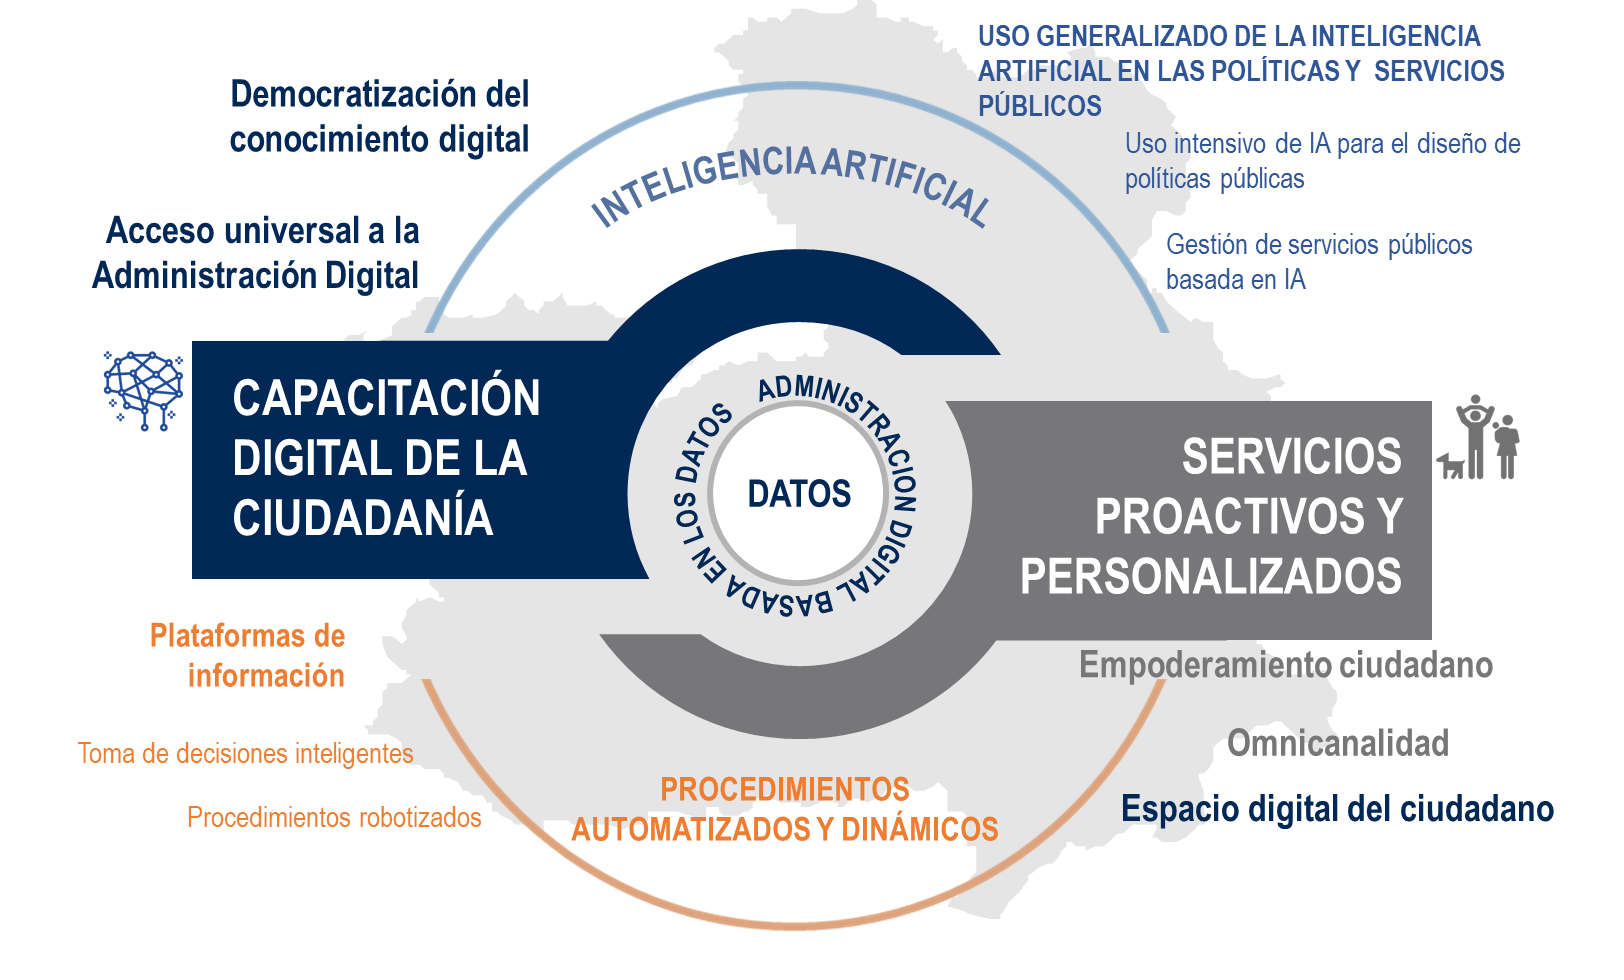 Democratización del
conocimiento digital
Acceso universal a la
Administración Digital
USO GENERALIZADO DE LA INTELIGENCIA
ARTIFICIAL EN LAS POLÍTICAS Y SERVICIOS
PÚBLICOS
Uso intensivo de IA para el diseño de
políticas públicas
Gestión de servicios públicos
basada en IA
INTELIGENCIA ARTIFICIAL
CAPACITACIÓN
DIGITAL DE LA
CIUDADANÍA
ADMINISTRACION DIGITAL BASADA EN LOS DATOS
DATOS
SERVICIOS
PROACTIVOS Y
PERSONALIZADOS
Plataformas de
información
Toma de decisiones inteligentes
Procedimientos robotizados
PROCEDIMIENTOS
AUTOMATIZADOS Y DINÁMICOS
Empoderamiento ciudadano
Omnicanalidad
Espacio digital del ciudadano